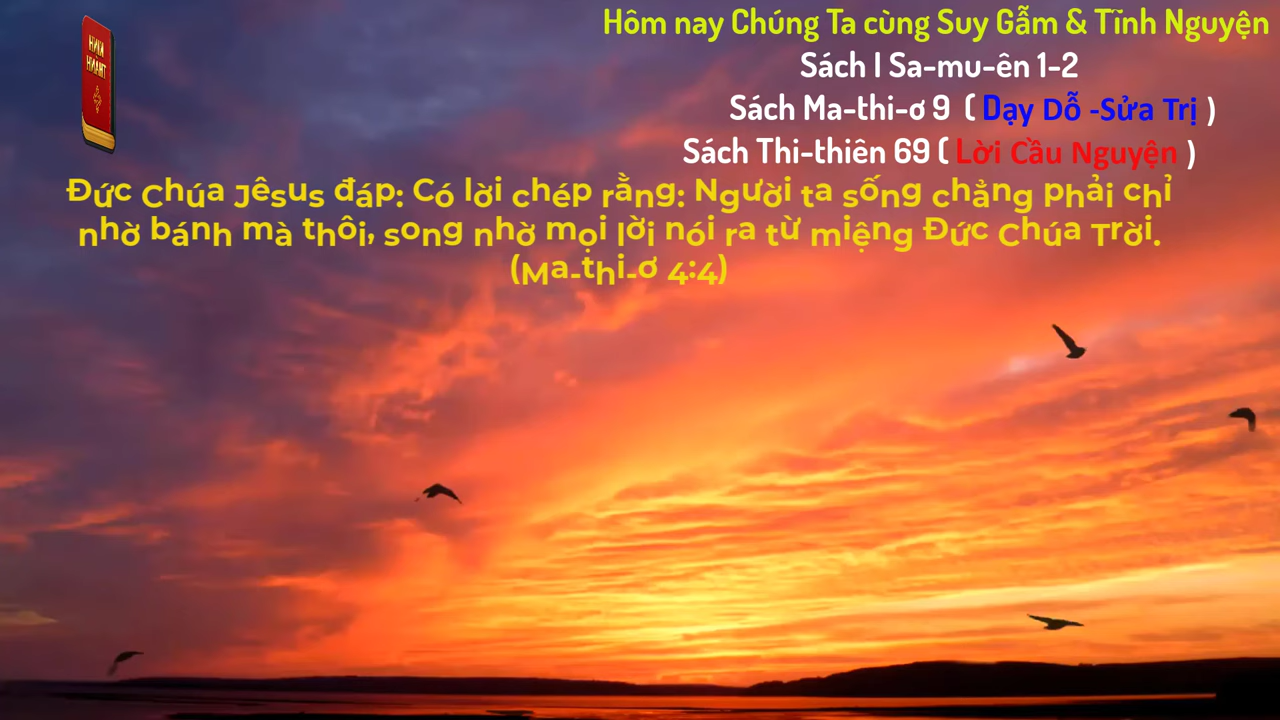 Hôm nay Chúng Ta cùng Suy Gẫm & Tĩnh Nguyện
Sách I Sa-mu-ên 1-2
Sách Ma-thi-ơ 9 ( Dạy Dỗ -Sửa Trị )
Sách Thi-thiên 69 ( Lời Cầu Nguyện )
Đức Chúa Jêsus đáp: Có lời chép rằng: Người ta sống chẳng phải chỉ
nhờ bánh mà thôi, song nhờ mọi lời nói ra từ miệng Đức Chúa Trời.
(Ma-thi-ơ 4:4)
KINH
THÁNH